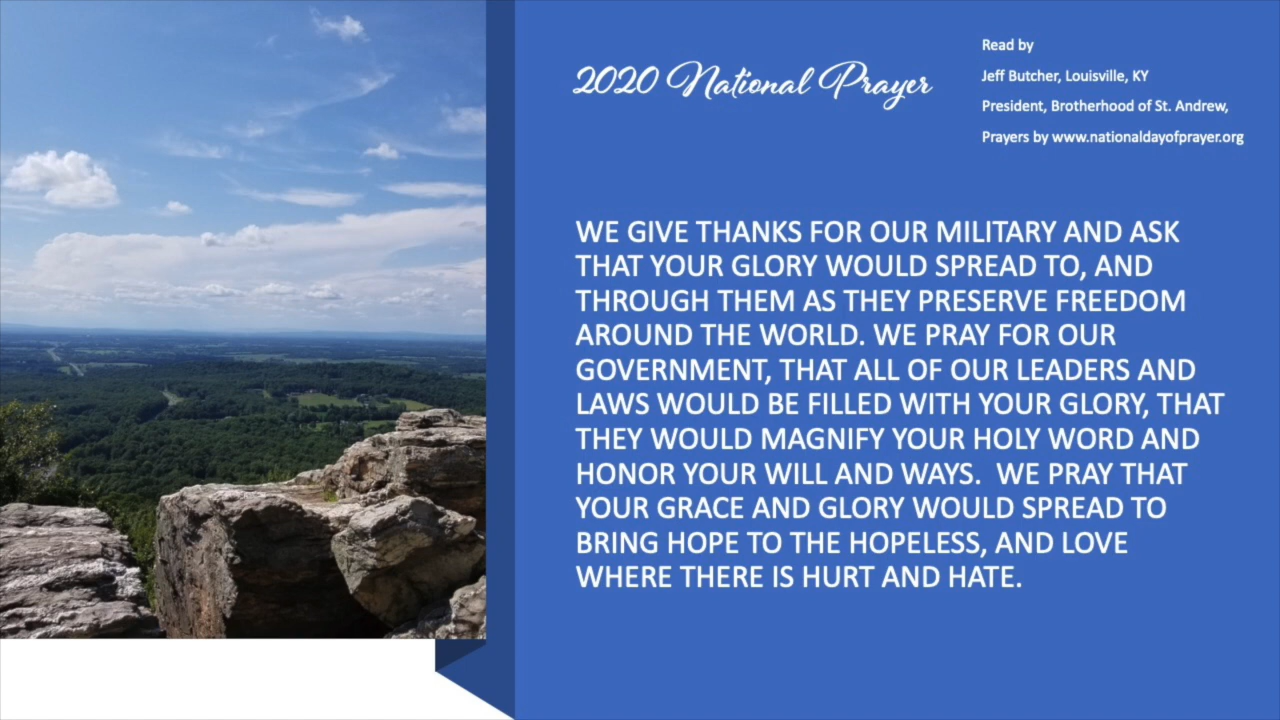 2020 National Prayer
Read by
Jeff Butcher, Louisville, KY
President, Brotherhood of St. Andrew,
Prayers by www.nationaldayofprayer.org
WE GIVE THANKS FOR OUR MILITARY AND ASK
THAT YOUR GLORY WOULD SPREAD TO, AND
THROUGH THEM AS THEY PRESERVE FREEDOM
AROUND THE WORLD. WE PRAY FOR OUR
GOVERNMENT, THAT ALL OF OUR LEADERS AND
LAWS WOULD BE FILLED WITH YOUR GLORY, THAT
THEY WOULD MAGNIFY YOUR HOLY WORD AND
HONOR YOUR WILL AND WAYS.  WE PRAY THAT
YOUR GRACE AND GLORY WOULD SPREAD TO
BRING HOPE TO THE HOPELESS, AND LOVE
WHERE THERE IS HURT AND HATE.